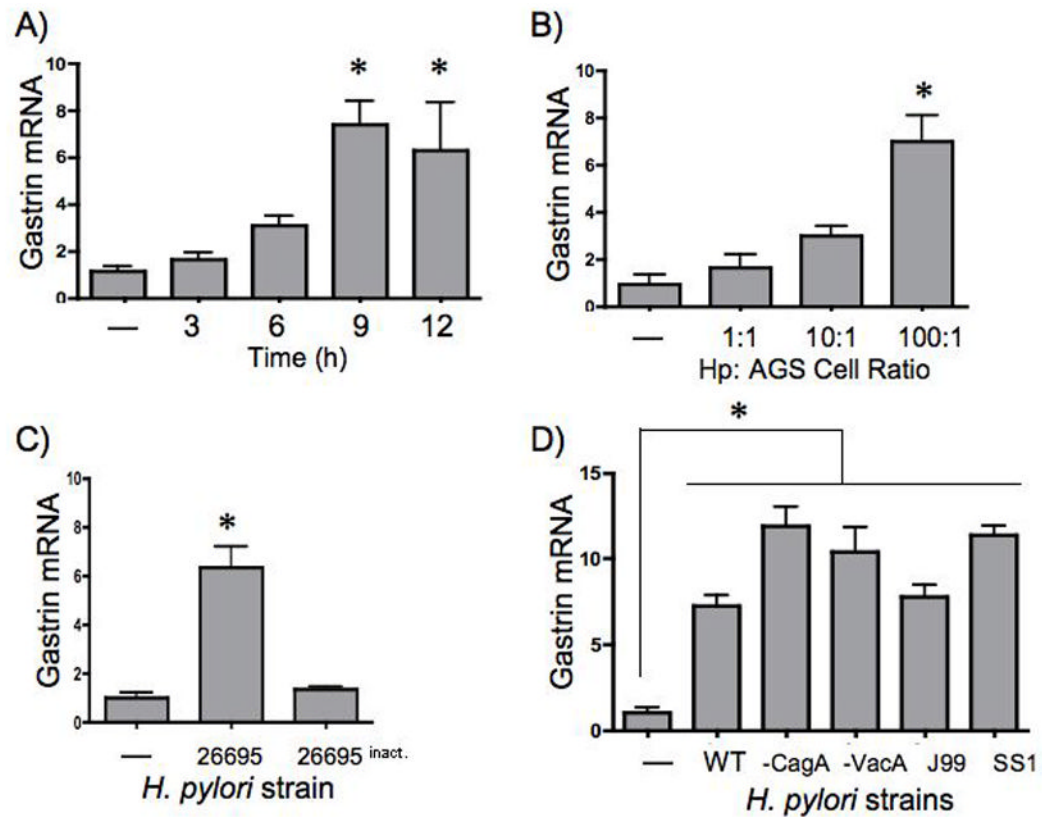 A)
Gastrin mRNA
10
8
6
4
2
0
* *
— 3 6 9 12
Time (h)
B)
Gastrin mRNA
10
8
6
4
2
0
*
— 1:1 10:1 100:1
Hp: AGS Cell Ratio
C)
Gastrin mRNA
10
8
6
4
2
0
*
— 26695 26695 inact.
H. pylori strain
D)
Gastrin mRNA
15
10
5
0
*
— WT -CagA -VacA J99 SS1
H. pylori strains